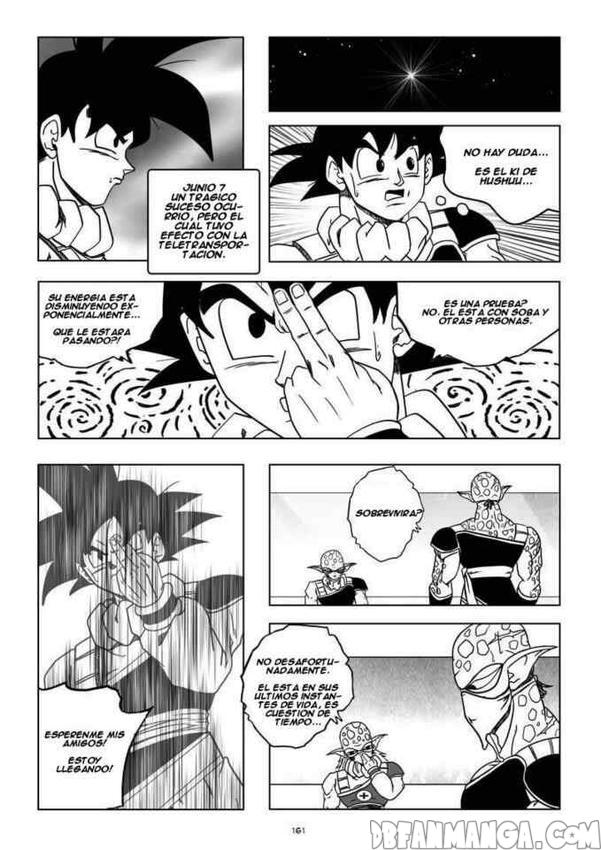 JUNIO 7
UN TRAGICO
SUCESO OCU-
RRIO, PERO EL
CUAL TUVO
EFECTO CON LA
TELETRANSPOR-
TACION.
NO HAY DUDA...
ES EL KI DE
HUSHUU...
SU ENERGIA ESTA
DISMINUYENDO EX-
PONENCIALMENTE...
QUE LE ESTARA
PASANDO?!
ES UNA PRUEBA?
NO. EL ESTA CON SOBA Y
OTRAS PERSONAS.
ESPERENME MIS
AMIGOS!
ESTOY
LLEGANDO!
SOBREVIVIRA?
NO DESAFORTU-
NADAMENTE.
EL ESTA EN SUS
ULTIMOS INSTAN-
TES DE VIDA, ES
CUESTION DE
TIEMPO...
161
DBFANMANGA.COM